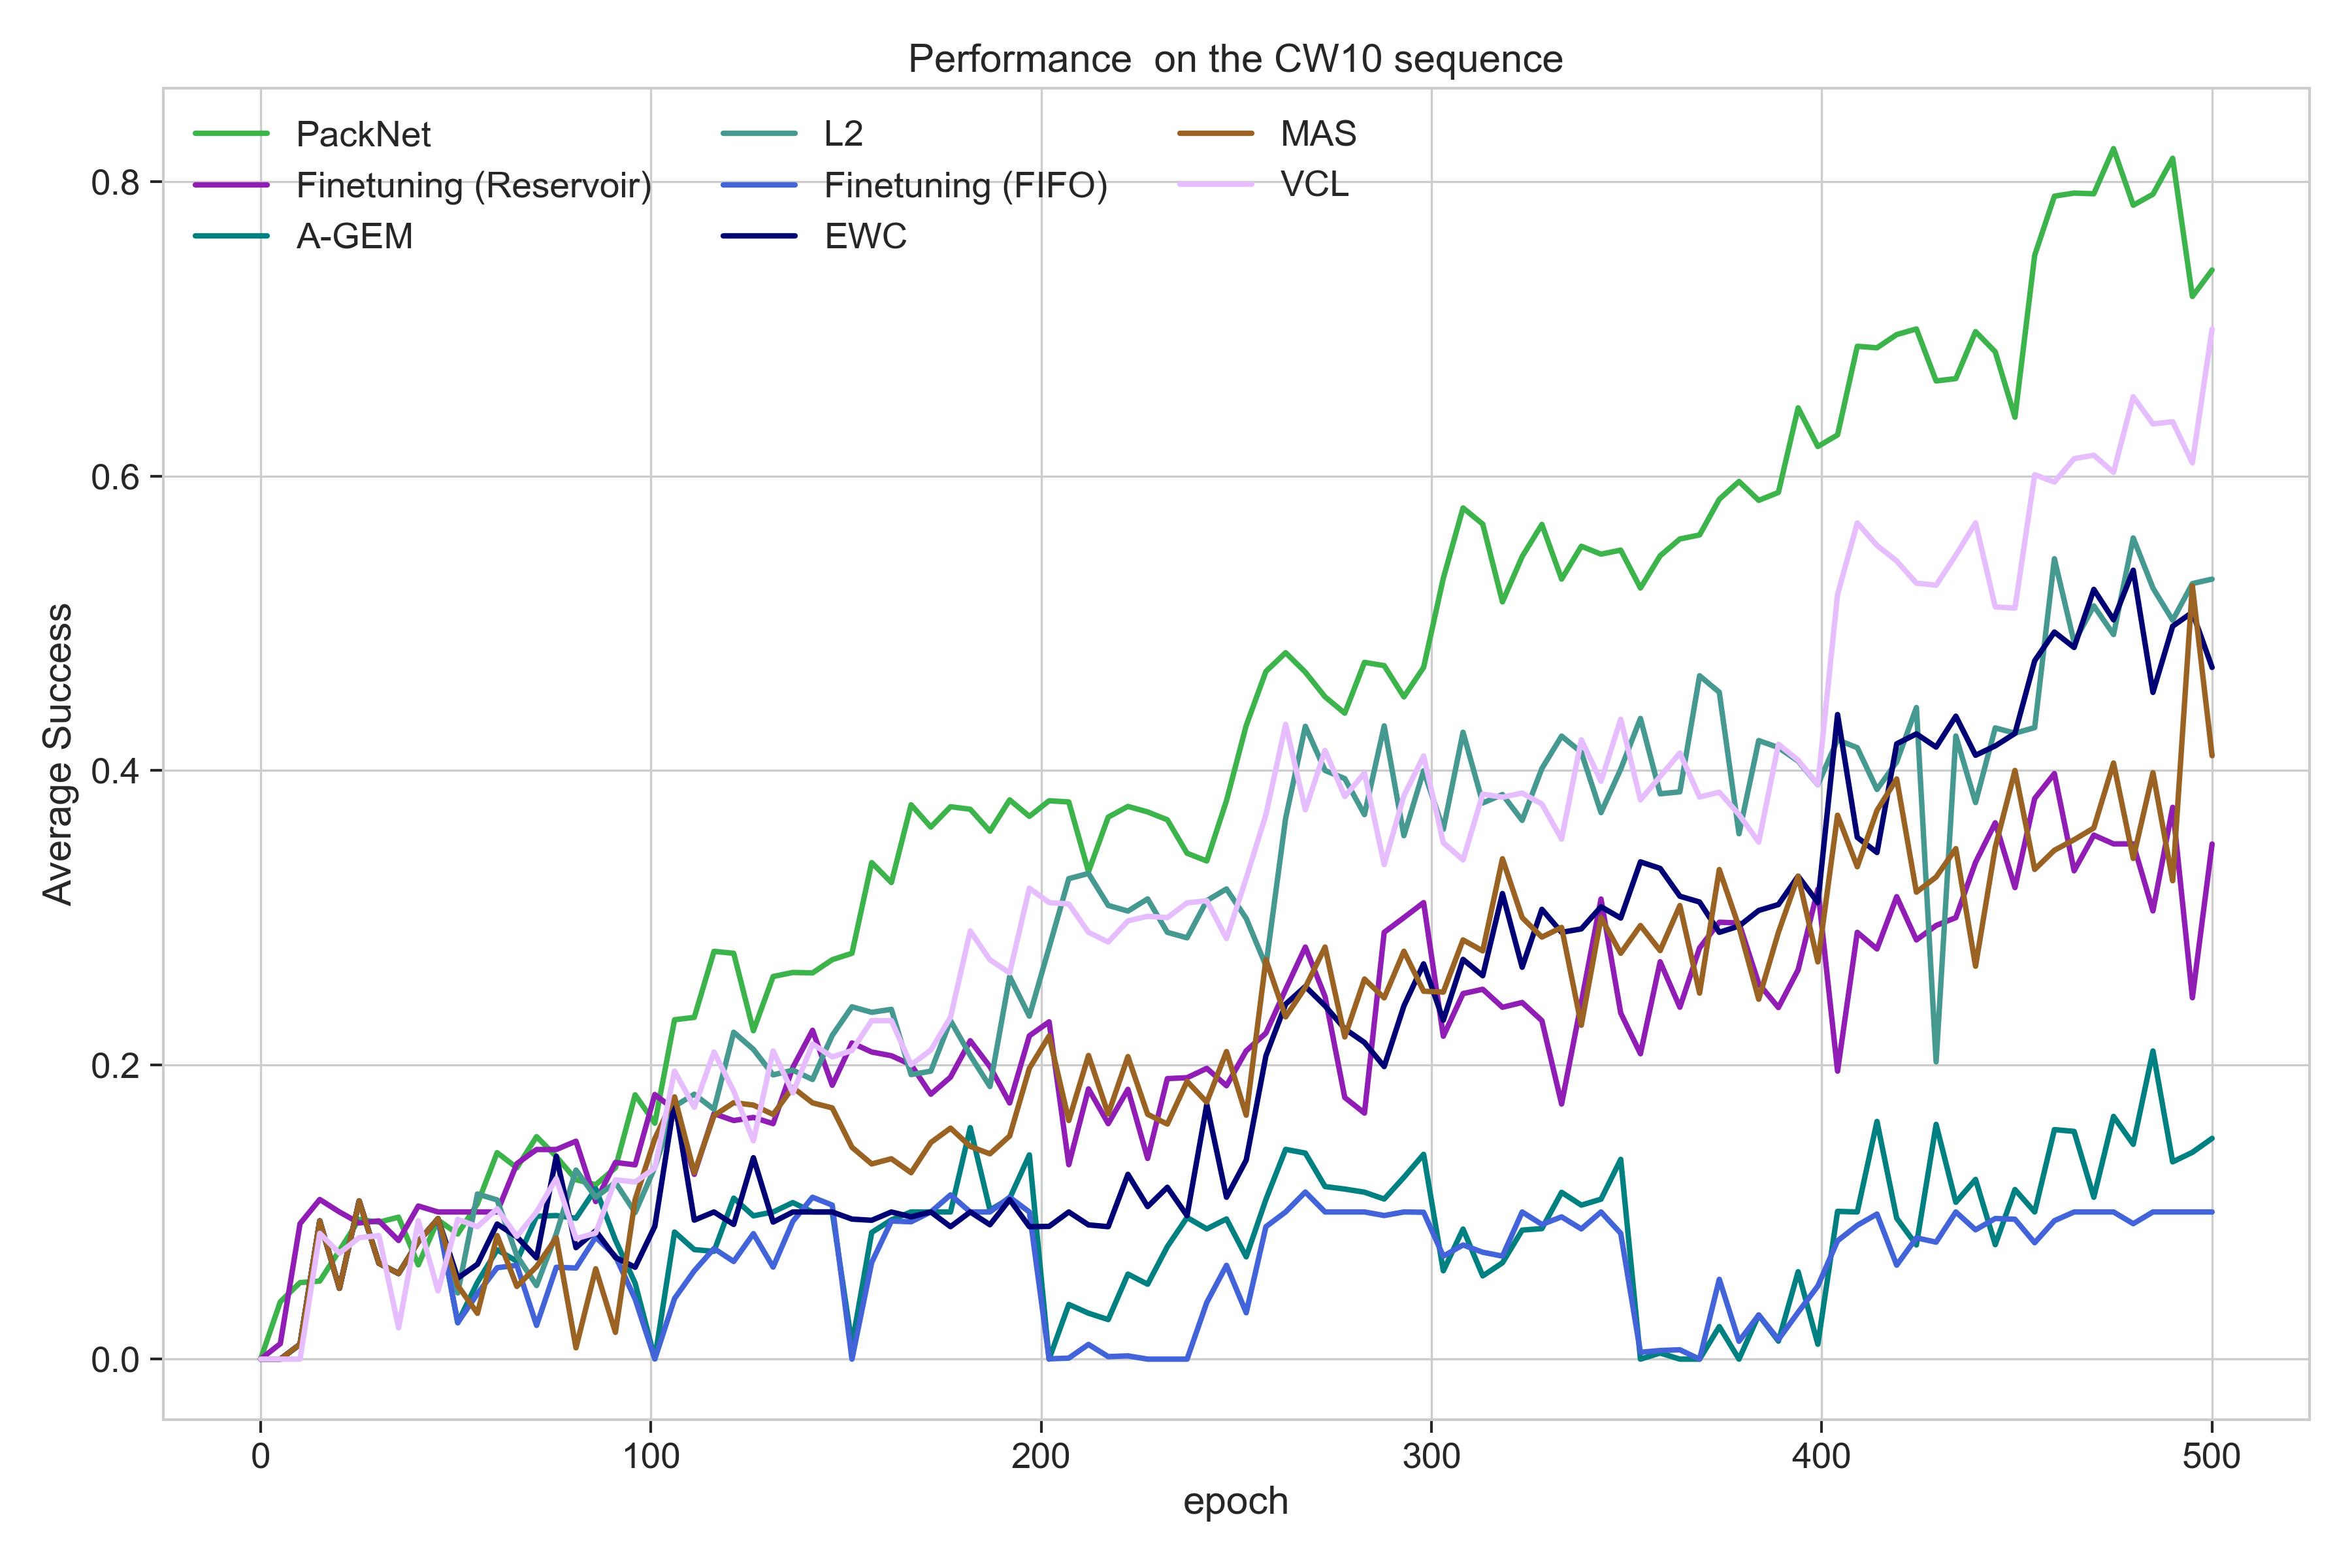 Performance  on the CW10 sequence
PackNet
Finetuning (Reservoir)
A-GEM
L2
Finetuning (FIFO)
EWC
MAS
VCL
Average Success
0.8
0.6
0.4
0.2
0.0
0 100 200 300 400 500
epoch